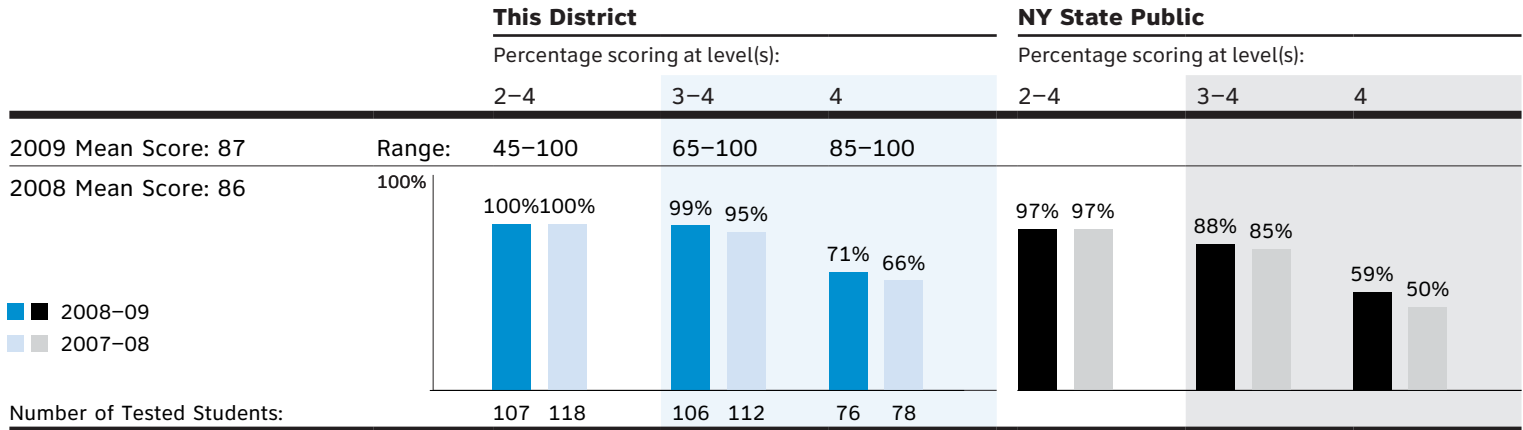 This District NY State Public
Percentage scoring at level(s): Percentage scoring at level(s):
2–4 3–4 4 2–4 3–4 4
2009 Mean Score: 87 Range: 45–100 65–100 85–100
2008 Mean Score: 86 100%
100% 100% 99% 95% 71% 66% 97% 97% 88% 85% 59% 50%
2008–09
2007–08
Number of Tested Students: 107 118 106 112 76 78